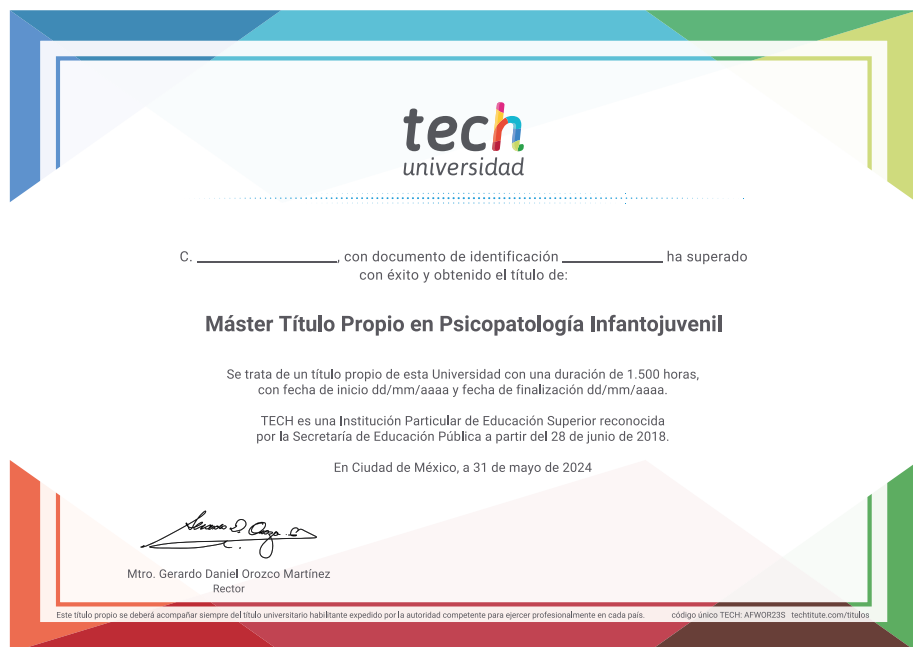 tech
universidad
C. __________________, con documento de identificación _____________ ha superado
con éxito y obtenido el título de:
Máster Título Propio en Psicopatología Infantojuvenil
Se trata de un título propio de esta Universidad con una duración de 1.500 horas,
con fecha de inicio dd/mm/aaaa y fecha de finalización dd/mm/aaaa.
TECH es una Institución Particular de Educación Superior reconocida
por la Secretaría de Educación Pública a partir del 28 de junio de 2018.
En Ciudad de México, a 31 de mayo de 2024
Mtro. Gerardo Daniel Orozco Martínez
Rector
Este título propio se deberá acompañar siempre del título universitario habilitante expedido por la autoridad competente para ejercer profesionalmente en cada país. código único TECH: AFWOR23S techtitute.com/titulos